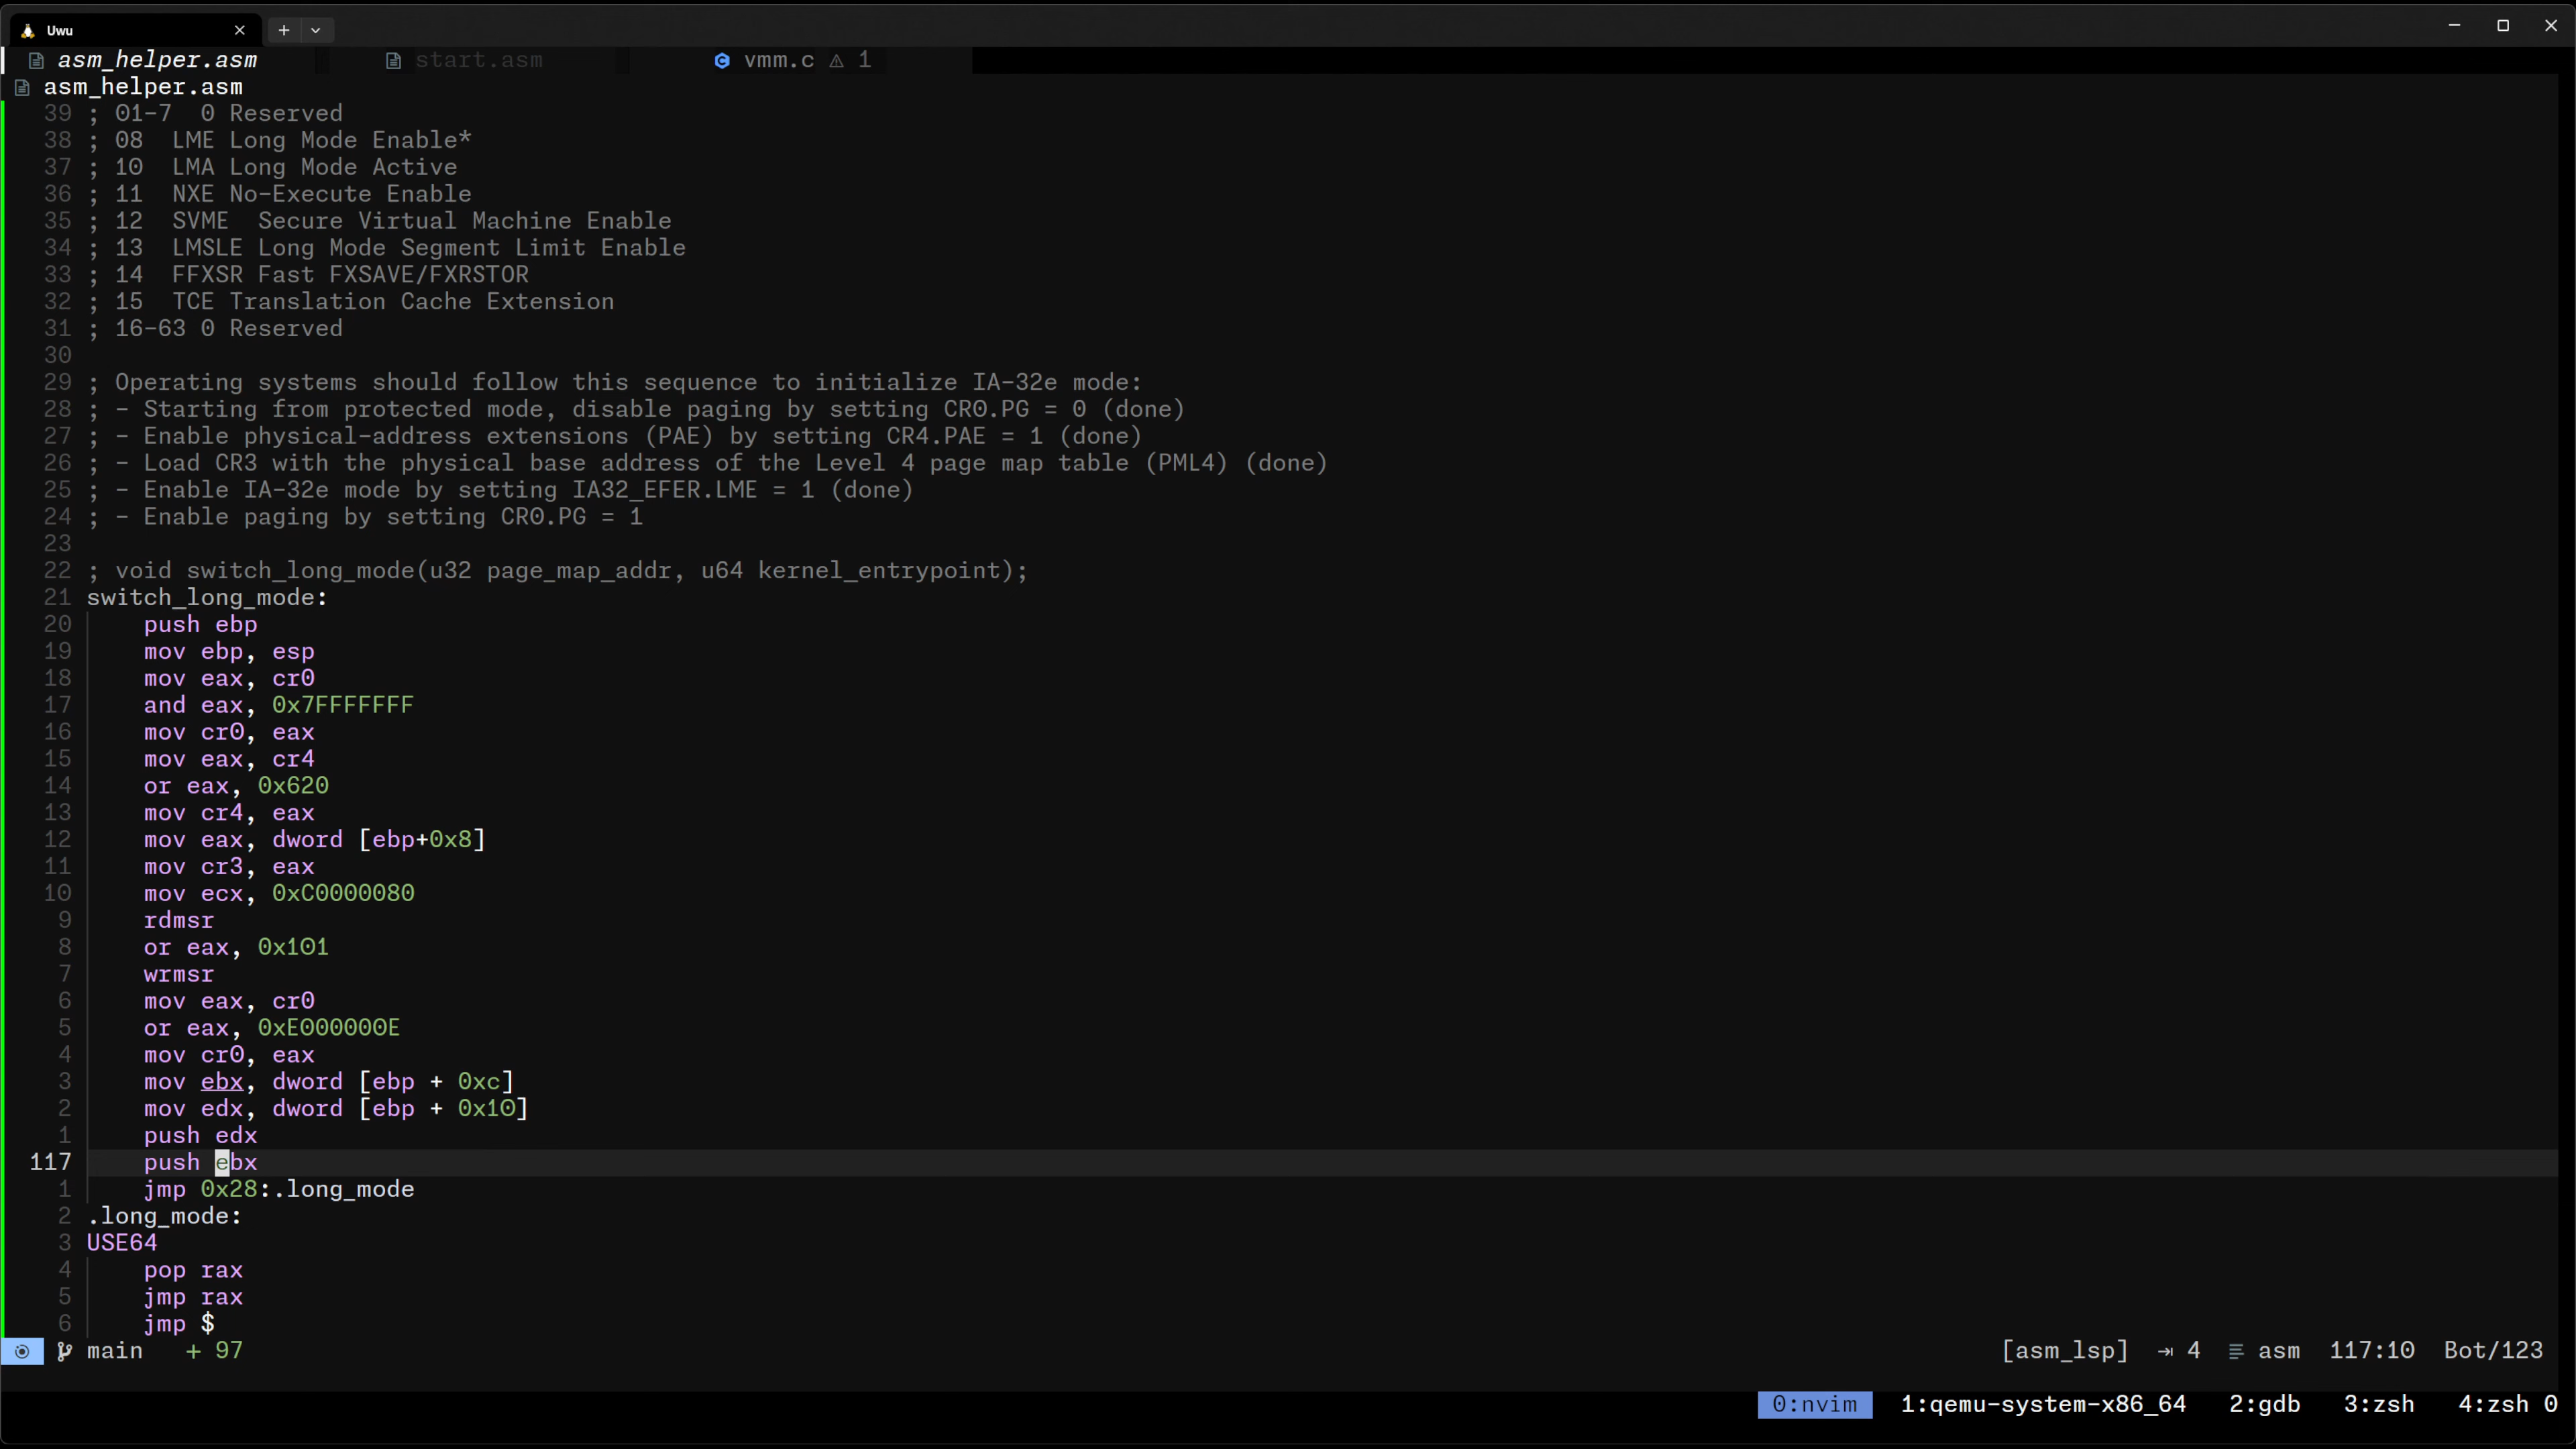 Uwu
asm_helper.asm start.asm vmm.c 1
asm_helper.asm
39 ; 01-7  0 Reserved
38 ; 08  LME Long Mode Enable*
37 ; 10  LMA Long Mode Active
36 ; 11  NXE No-Execute Enable
35 ; 12  SVME  Secure Virtual Machine Enable
34 ; 13  LMSLE Long Mode Segment Limit Enable
33 ; 14  FFXSR Fast FXSAVE/FXRSTOR
32 ; 15  TCE Translation Cache Extension
31 ; 16-63 0 Reserved
30
29 ; Operating systems should follow this sequence to initialize IA-32e mode:
28 ; - Starting from protected mode, disable paging by setting CR0.PG = 0 (done)
27 ; - Enable physical-address extensions (PAE) by setting CR4.PAE = 1 (done)
26 ; - Load CR3 with the physical base address of the Level 4 page map table (PML4) (done)
25 ; - Enable IA-32e mode by setting IA32_EFER.LME = 1 (done)
24 ; - Enable paging by setting CR0.PG = 1
23
22 ; void switch_long_mode(u32 page_map_addr, u64 kernel_entrypoint);
21 switch_long_mode:
20     push ebp
19     mov ebp, esp
18     mov eax, cr0
17     and eax, 0x7FFFFFFF
16     mov cr0, eax
15     mov eax, cr4
14     or eax, 0x620
13     mov cr4, eax
12     mov eax, dword [ebp+0x8]
11     mov cr3, eax
10     mov ecx, 0xC0000080
9     rdmsr
8     or eax, 0x101
7     wrmsr
6     mov eax, cr0
5     or eax, 0xE000000E
4     mov cr0, eax
3     mov ebx, dword [ebp + 0xc]
2     mov edx, dword [ebp + 0x10]
1     push edx
117     push ebx
1     jmp 0x28:.long_mode
2 .long_mode:
3 USE64
4     pop rax
5     jmp rax
6     jmp $
main + 97 [asm_lsp] ⇥ 4 asm 117:10 Bot/123
0:nvim 1:qemu-system-x86_64 2:gdb 3:zsh 4:zsh 0